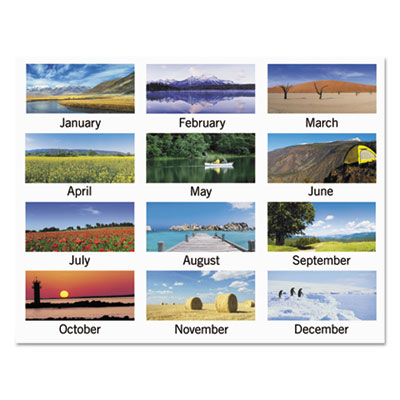 January February March
April May June
July August September
October November December